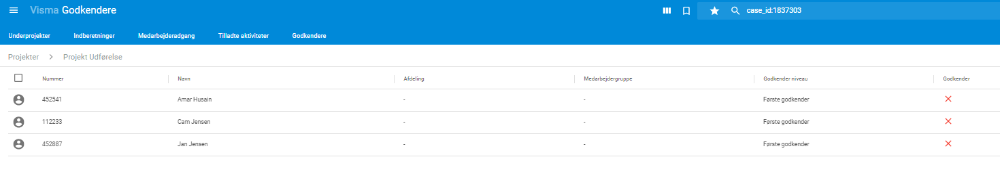 Visma Godkendere case_id:1837303
Underprojekter Indberetninger Medarbejderadgang Tilladte aktiviteter Godkendere
Projekter Projekt Udførelse
Nummer Navn Afdeling Medarbejdergruppe Godkender niveau Godkender
452541 Amar Husain - - Første godkender
112233 Cam Jensen - - Første godkender
452887 Jan Jensen - - Første godkender